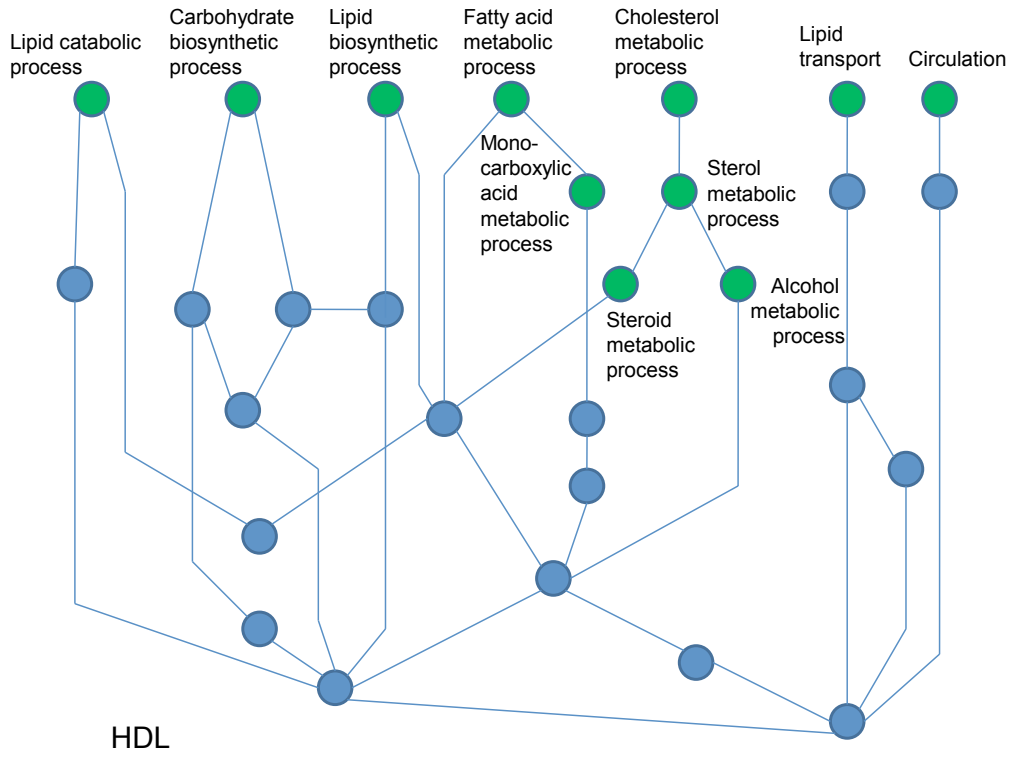 Lipid catabolic
process
Carbohydrate
biosynthetic
process
Lipid
biosynthetic
process
Fatty acid
metabolic
process
Cholesterol
metabolic
process
Lipid
transport
Circulation
Mono-
carboxylic
acid
metabolic
process
Sterol
metabolic
process
Steroid
metabolic
process
Alcohol
metabolic
process
HDL